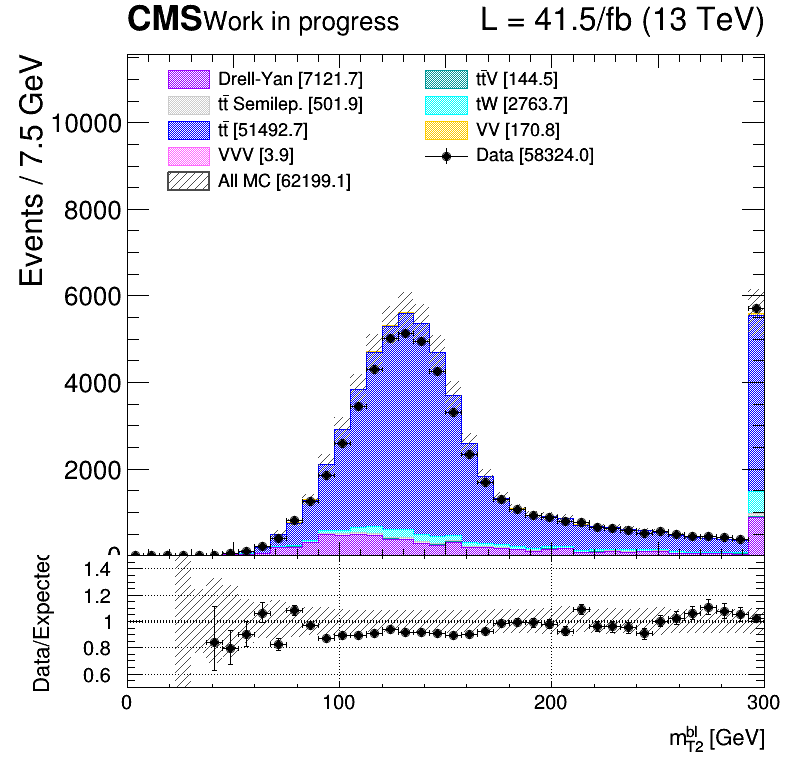 CMS Work in progress L = 41.5/fb (13 TeV)
Events / 7.5 GeV
Drell-Yan [7121.7]
tt̄ Semilep. [501.9]
tt̄ [51492.7]
VVV [3.9]
All MC [62199.1]
tt̄V [144.5]
tW [2763.7]
VV [170.8]
Data [58324.0]
10000
8000
6000
4000
2000
0
Data/Expected
1.4
1.2
1
0.8
0.6
0 100 200 300
m_{T2}^{bl} [GeV]